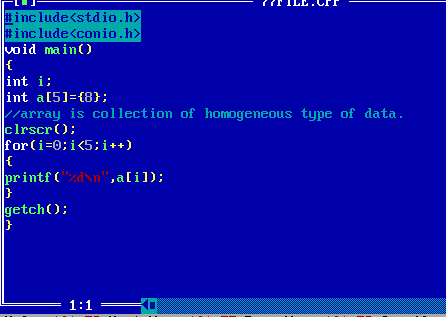 77FILE.CPP
#include<stdio.h>
#include<conio.h>
void main()
{
int i;
int a[5]={8};
//array is collection of homogeneous type of data.
clrscr();
for(i=0;i<5;i++)
{
printf("%d\n",a[i]);
}
getch();
}
1:1